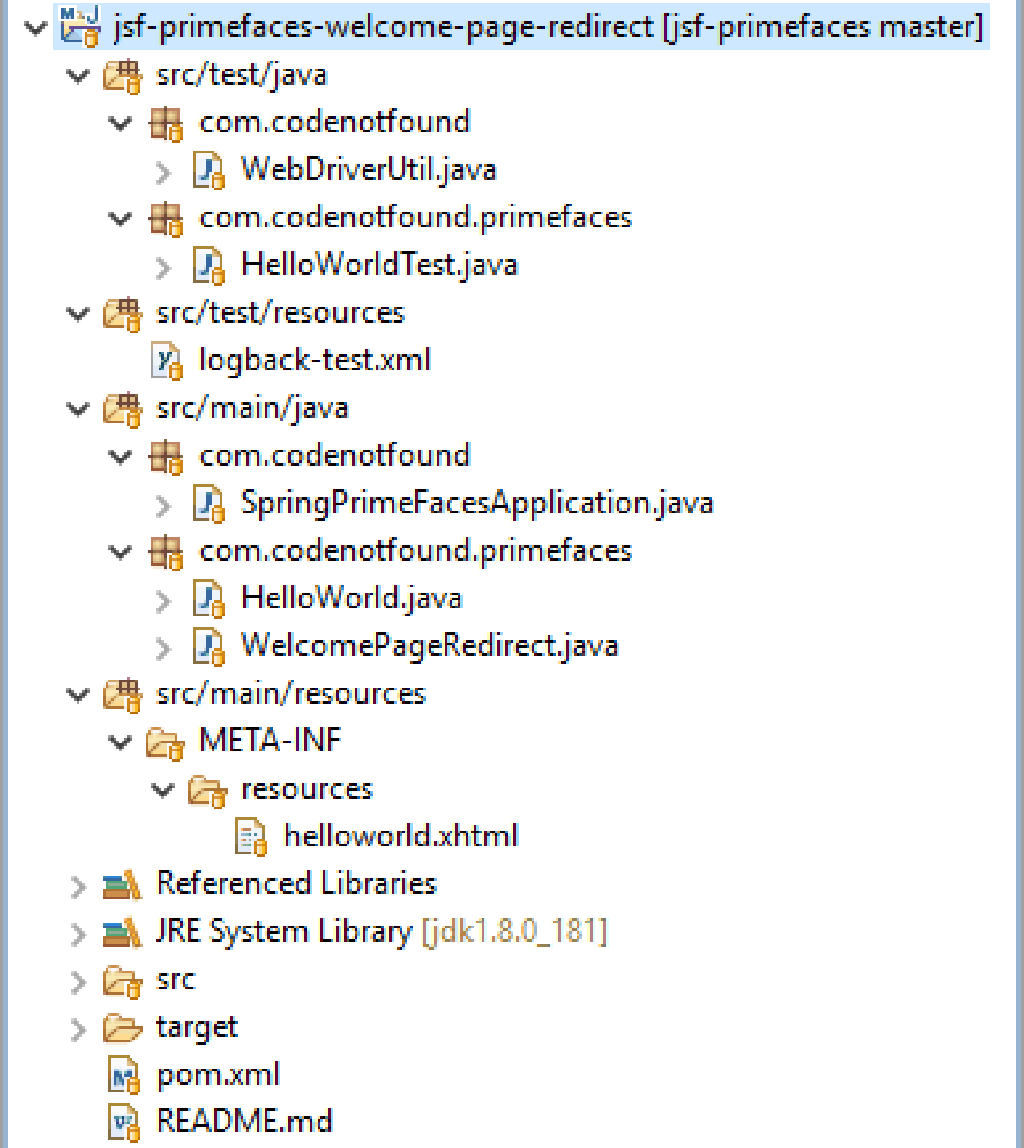 jsf-primefaces-welcome-page-redirect [jsf-primefaces master]
src/test/java
com.codenotfound
WebDriverUtil.java
com.codenotfound.primefaces
HelloWorldTest.java
src/test/resources
logback-test.xml
src/main/java
com.codenotfound
SpringPrimeFacesApplication.java
com.codenotfound.primefaces
HelloWorld.java
WelcomePageRedirect.java
src/main/resources
META-INF
resources
helloworld.xhtml
Referenced Libraries
JRE System Library [jdk1.8.0_181]
src
target
pom.xml
README.md